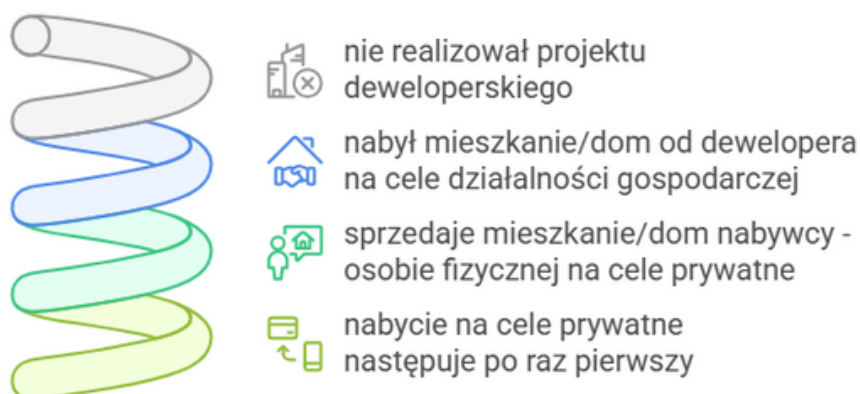 nie realizował projektu
deweloperskiego
nabył mieszkanie/dom od dewelopera
na cele działalności gospodarczej
sprzedaje mieszkanie/dom nabywcy -
osobie fizycznej na cele prywatne
nabycie na cele prywatne
następuje po raz pierwszy